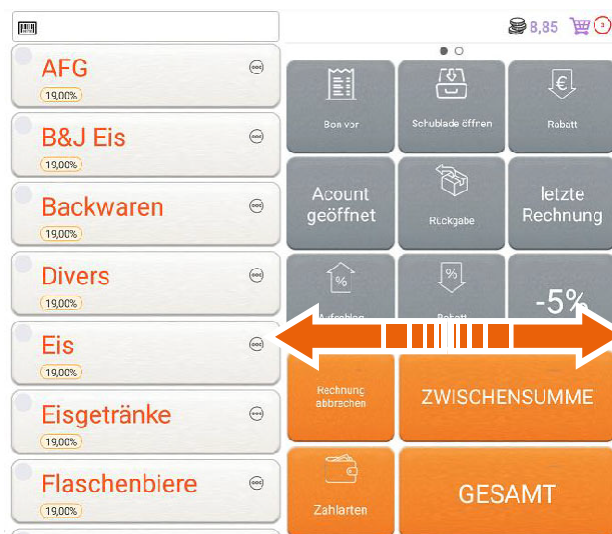 8,85
3
AFG
19,00%
B&J Eis
19,00%
Backwaren
19,00%
Divers
19,00%
Eis
19,00%
Eisgetränke
19,00%
Flaschenbiere
19,00%
Bon vor
Schublade öffnen
€
Rabatt
Acount
geöffnet
Rückgabe
letzte
Rechnung
%
%
Rabatt
-5%
Rechnung
abbrechen
ZWISCHENSUMME
Zahlarten
GESAMT